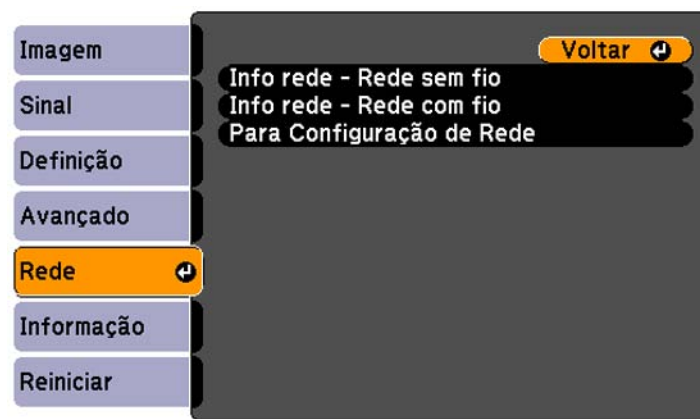 Imagem
Sinal
Definição
Avançado
Rede
Informação
Reiniciar
Voltar
Info rede - Rede sem fio
Info rede - Rede com fio
Para Configuração de Rede